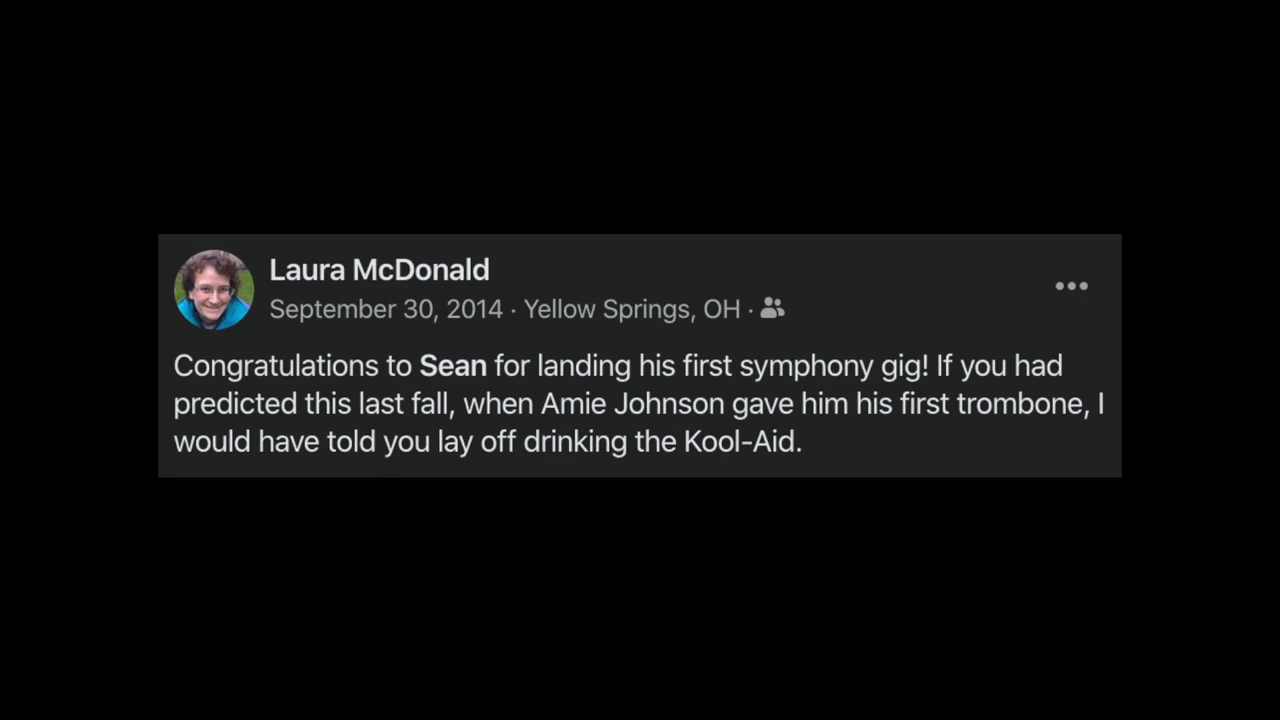 Laura McDonald
September 30, 2014 · Yellow Springs, OH ·
Congratulations to Sean for landing his first symphony gig! If you had
predicted this last fall, when Amie Johnson gave him his first trombone, I
would have told you lay off drinking the Kool-Aid.